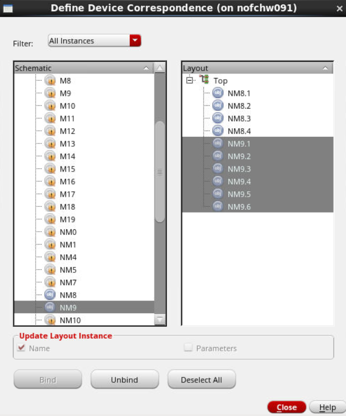 Define Device Correspondence (on nofchw091)
Filter: All Instances
Schematic
M8
M9
M10
M11
M12
M13
M14
M15
M16
M17
M18
M19
NM0
NM1
NM4
NM5
NM7
NM8
NM9
NM10
Layout
Top
NM8.1
NM8.2
NM8.3
NM8.4
NM9.1
NM9.2
NM9.3
NM9.4
NM9.5
NM9.6
Update Layout Instance
Name Parameters
Bind Unbind Deselect All
Close Help